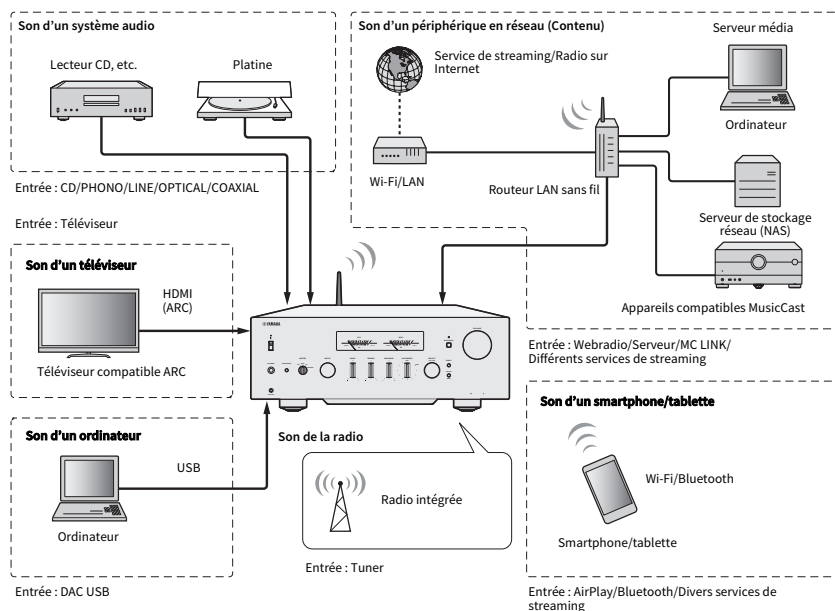 Son d'un système audio
Lecteur CD, etc.
Platine
Entrée : CD/PHONO/LINE/OPTICAL/COAXIAL
Son d'un périphérique en réseau (Contenu)
Service de streaming/Radio sur
Internet
Wi-Fi/LAN
Routeur LAN sans fil
Serveur média
Ordinateur
Serveur de stockage
réseau (NAS)
Appareils compatibles MusicCast
Entrée : Webradio/Serveur/MC LINK/
Différents services de streaming
Entrée : Téléviseur
Son d'un téléviseur
HDMI
(ARC)
Téléviseur compatible ARC
YAMAHA
Son d'un ordinateur
USB
Ordinateur
Entrée : DAC USB
Son de la radio
Radio intégrée
Entrée : Tuner
Son d'un smartphone/tablette
Wi-Fi/Bluetooth
Smartphone/tablette
Entrée : AirPlay/Bluetooth/Divers services de
streaming